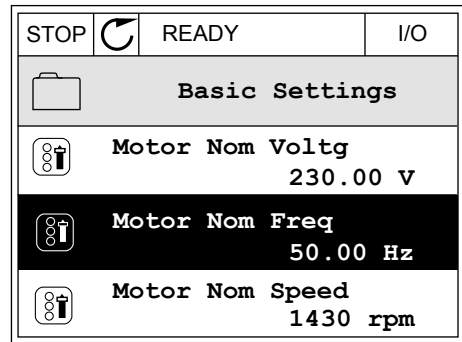 STOP READY I/O
Basic Settings
Motor Nom Voltg
230.00 V
Motor Nom Freq
50.00 Hz
Motor Nom Speed
1430 rpm